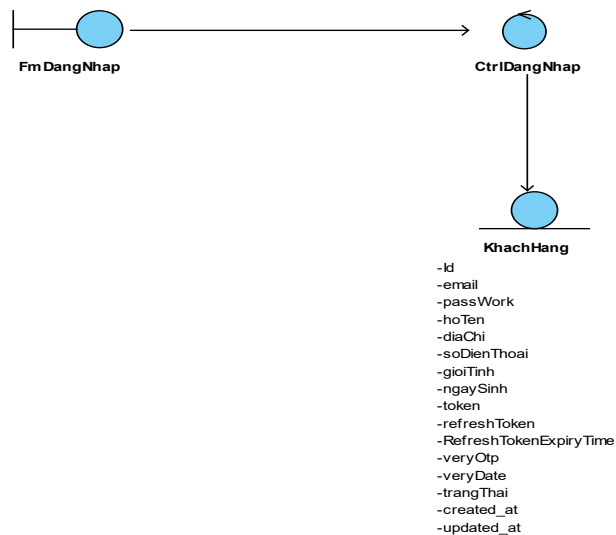 FmDangNhap
CtrlDangNhap
KhachHang
-Id
-email
-passWork
-hoTen
-diaChi
-soDienThoai
-gioiTinh
-ngaySinh
-token
-refreshToken
-RefreshTokenExpiryTime
-veryOtp
-veryDate
-trangThai
-created_at
-updated_at